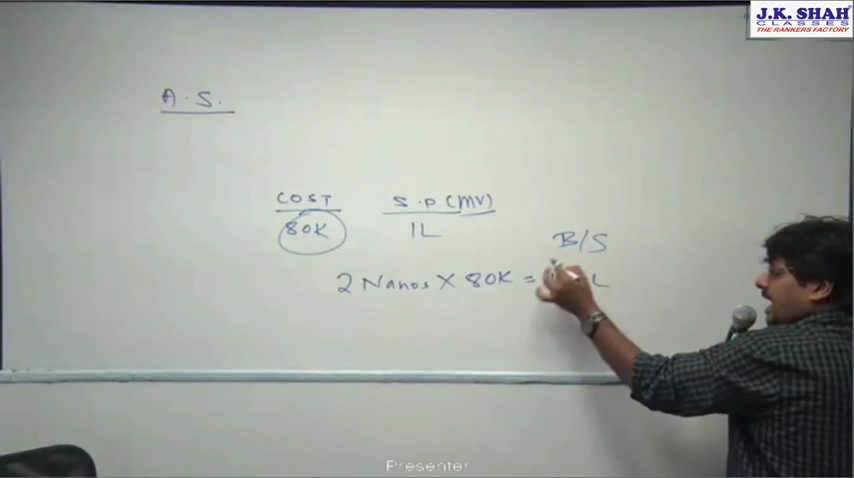 J.K. SHAH
CLASSES
THE RANKERS FACTORY
A.S.
COST S.P (MV)
80K 1L
B/S
2 Nanos X 80K = L
Presenter